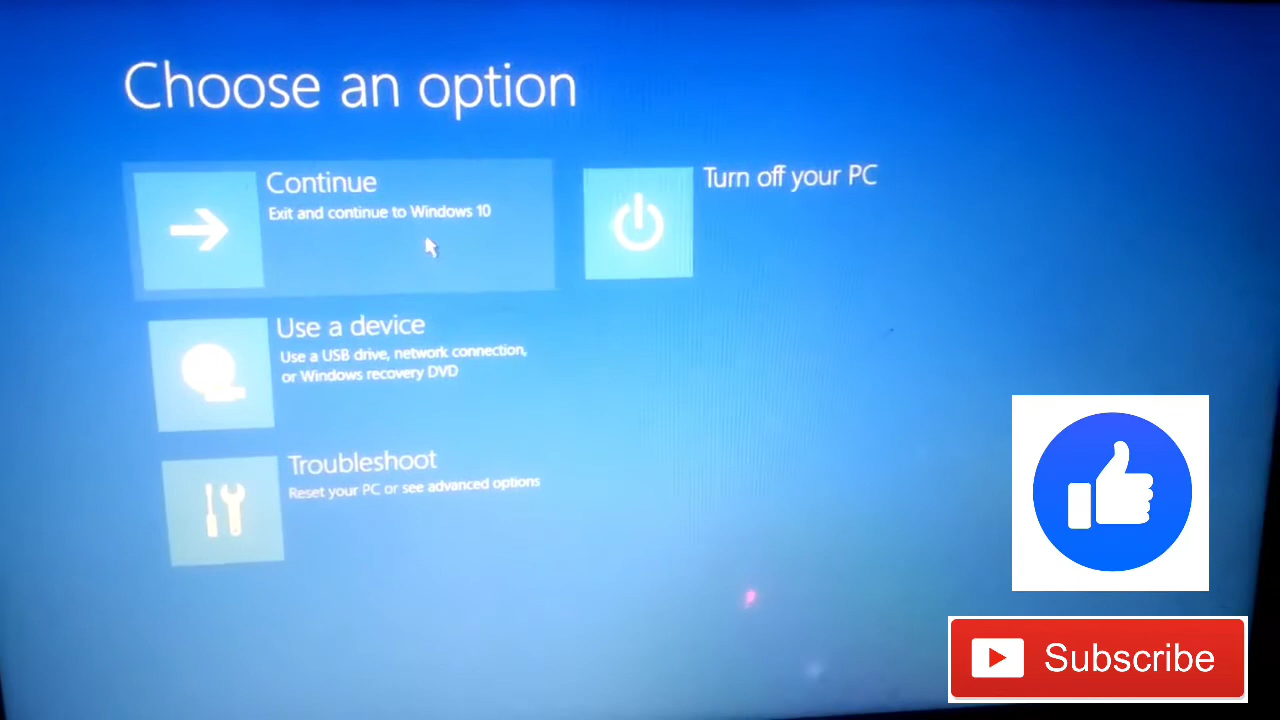 Choose an option
Continue
Exit and continue to Windows 10
Turn off your PC
Use a device
Use a USB drive, network connection,
or Windows recovery DVD
Troubleshoot
Reset your PC or see advanced options
Subscribe